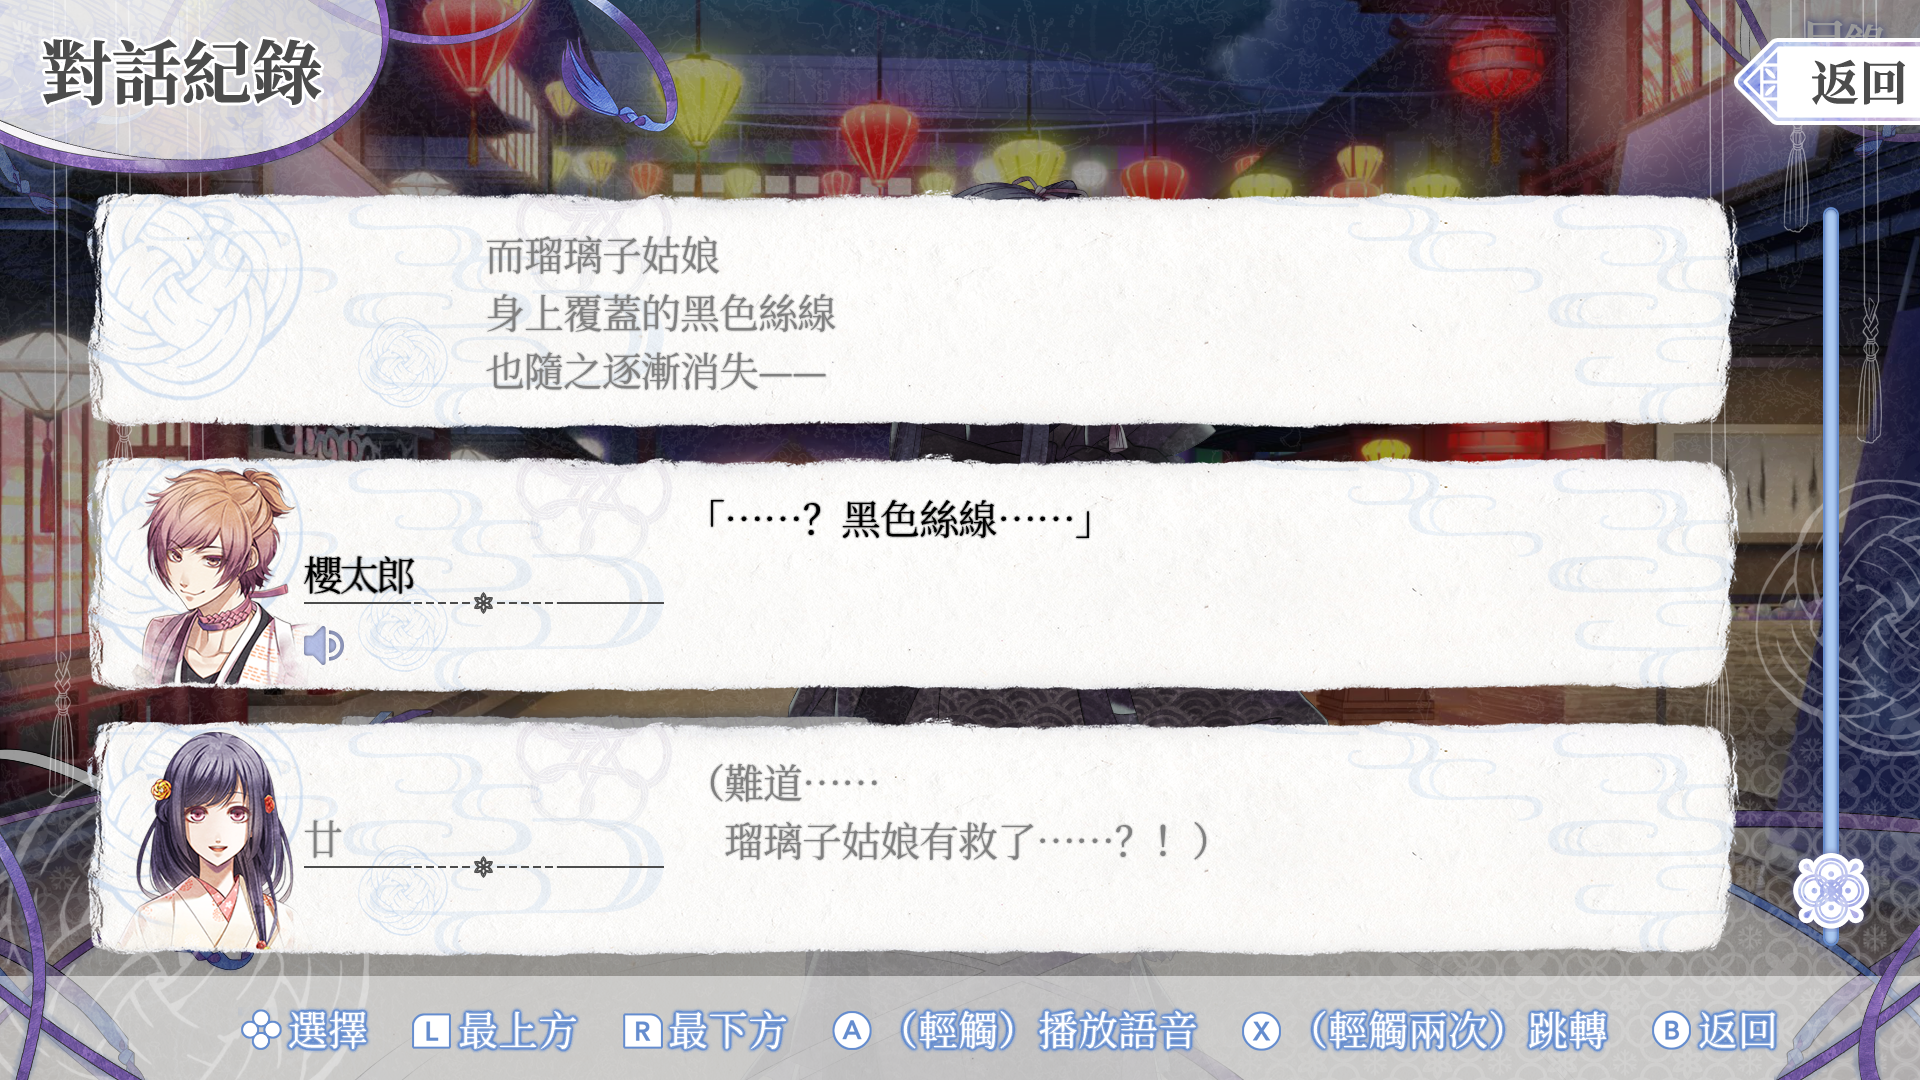 對話紀錄
返回
而瑠璃子姑娘
身上覆蓋的黑色絲線
也隨之逐漸消失——
櫻太郎
「……？黑色絲線……」
廿
（難道……
瑠璃子姑娘有救了……？！）
選擇 L最上方 R最下方 A（輕觸）播放語音 X（輕觸兩次）跳轉 B返回